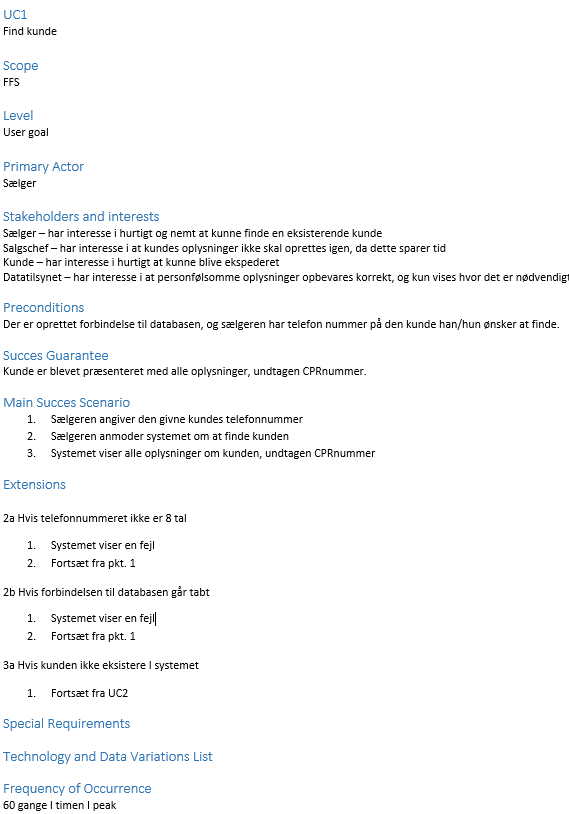 UC1
Find kunde
Scope
FFS
Level
User goal
Primary Actor
Sælger
Stakeholders and interests
Sælger – har interesse i hurtigt og nemt at kunne finde en eksisterende kunde
Salgschef – har interesse i at kundes oplysninger ikke skal oprettes igen, da dette sparer tid
Kunde – har interesse i hurtigt at kunne blive ekspederet
Datatilsynet – har interesse i at personfølsomme oplysninger opbevares korrekt, og kun vises hvor det er nødvendigt
Preconditions
Der er oprettet forbindelse til databasen, og sælgeren har telefon nummer på den kunde han/hun ønsker at finde.
Succes Guarantee
Kunde er blevet præsenteret med alle oplysninger, undtagen CPRnummer.
Main Succes Scenario
1. Sælgeren angiver den givne kundes telefonnummer
2. Sælgeren anmoder systemet om at finde kunden
3. Systemet viser alle oplysninger om kunden, undtagen CPRnummer
Extensions
2a Hvis telefonnummeret ikke er 8 tal
1. Systemet viser en fejl
2. Fortsæt fra pkt. 1
2b Hvis forbindelsen til databasen går tabt
1. Systemet viser en fejl
2. Fortsæt fra pkt. 1
3a Hvis kunden ikke eksistere I systemet
1. Fortsæt fra UC2
Special Requirements
Technology and Data Variations List
Frequency of Occurrence
60 gange I timen I peak